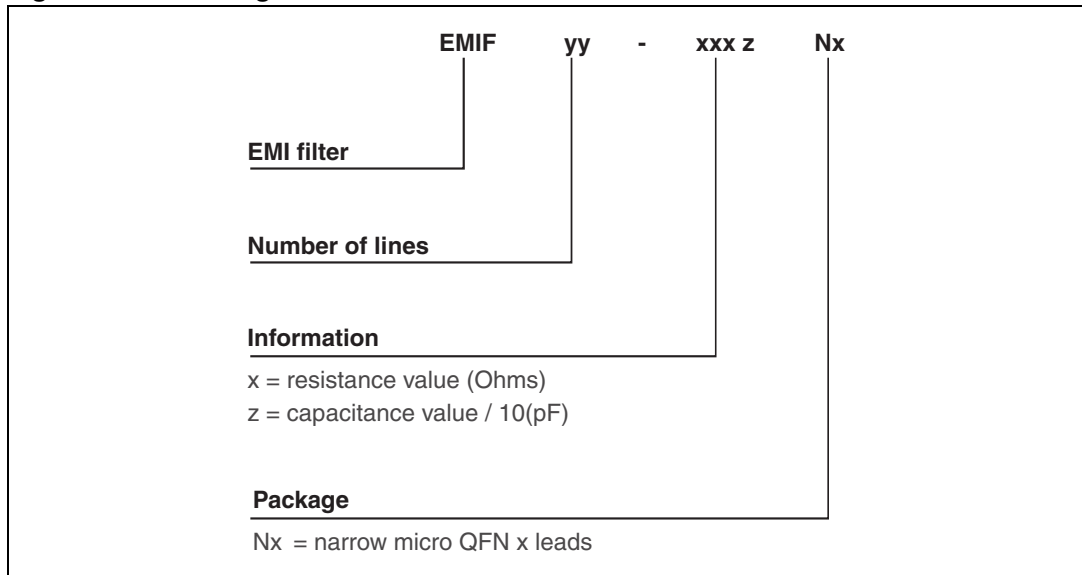 EMIF yy - xxx z Nx
EMI filter
Number of lines
Information
x = resistance value (Ohms)
z = capacitance value / 10(pF)
Package
Nx = narrow micro QFN x leads